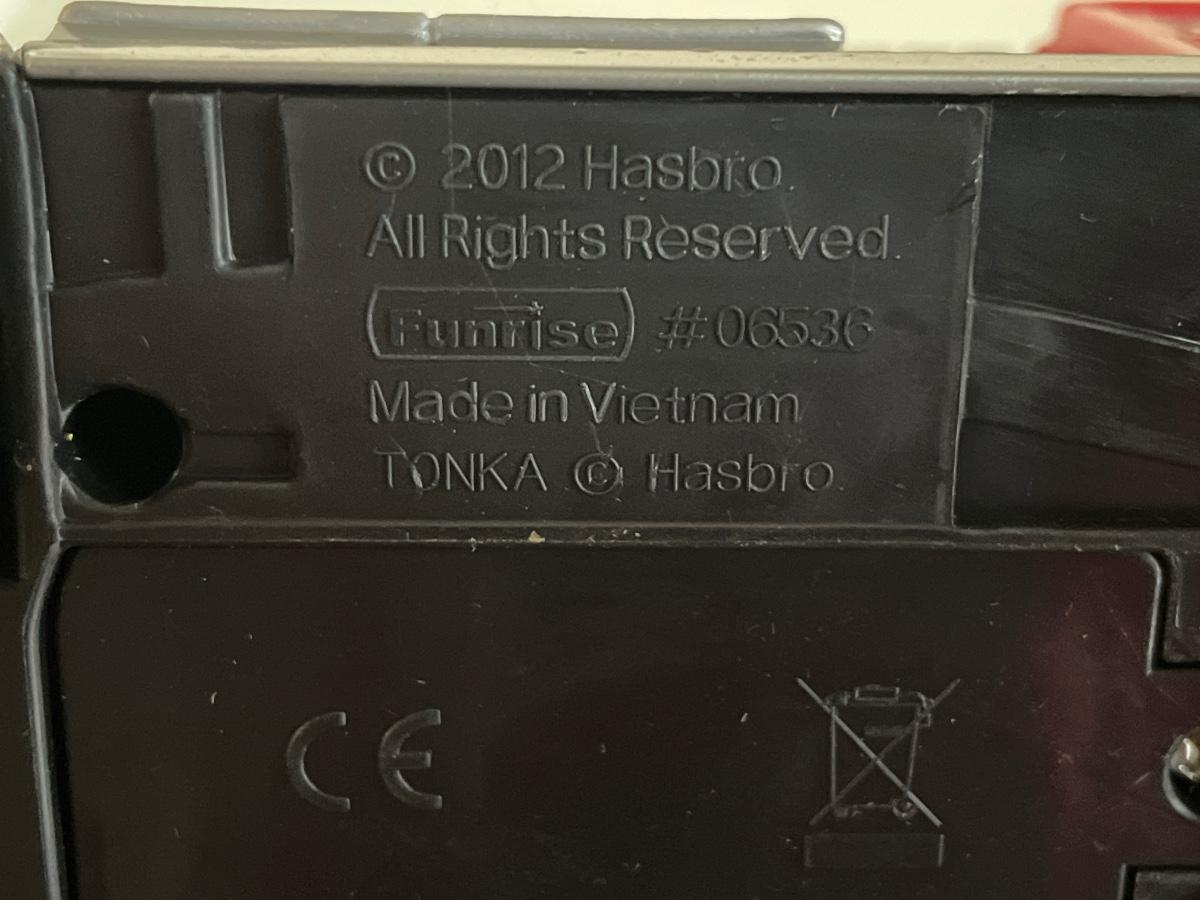 © 2012 Hasbro.
All Rights Reserved.
Funrise #06536
Made in Vietnam
TONKA © Hasbro.
CE